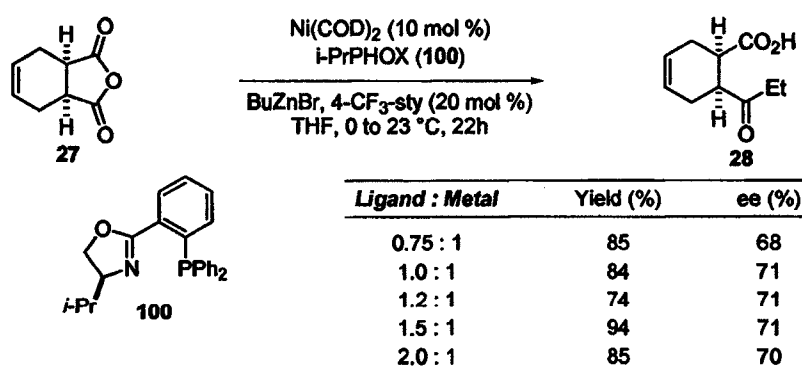 H
O
O
O
H
27
Ni(COD)₂ (10 mol %)
i-PrPHOX (100)
BuZnBr, 4-CF₃-sty (20 mol %)
THF, 0 to 23 °C, 22h
H
CO₂H
Et
H
O
28
O
N
PPh₂
i-Pr
100
Ligand : Metal Yield (%) ee (%)
0.75 : 1 85 68
1.0 : 1 84 71
1.2 : 1 74 71
1.5 : 1 94 71
2.0 : 1 85 70